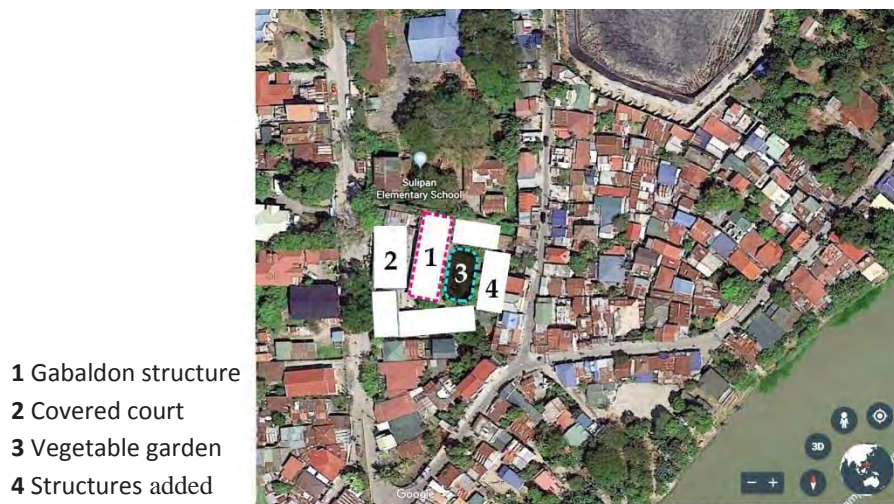 Sulipan
Elementary School
2
1
3
4
1 Gabaldon structure
2 Covered court
3 Vegetable garden
4 Structures added
3D
Google